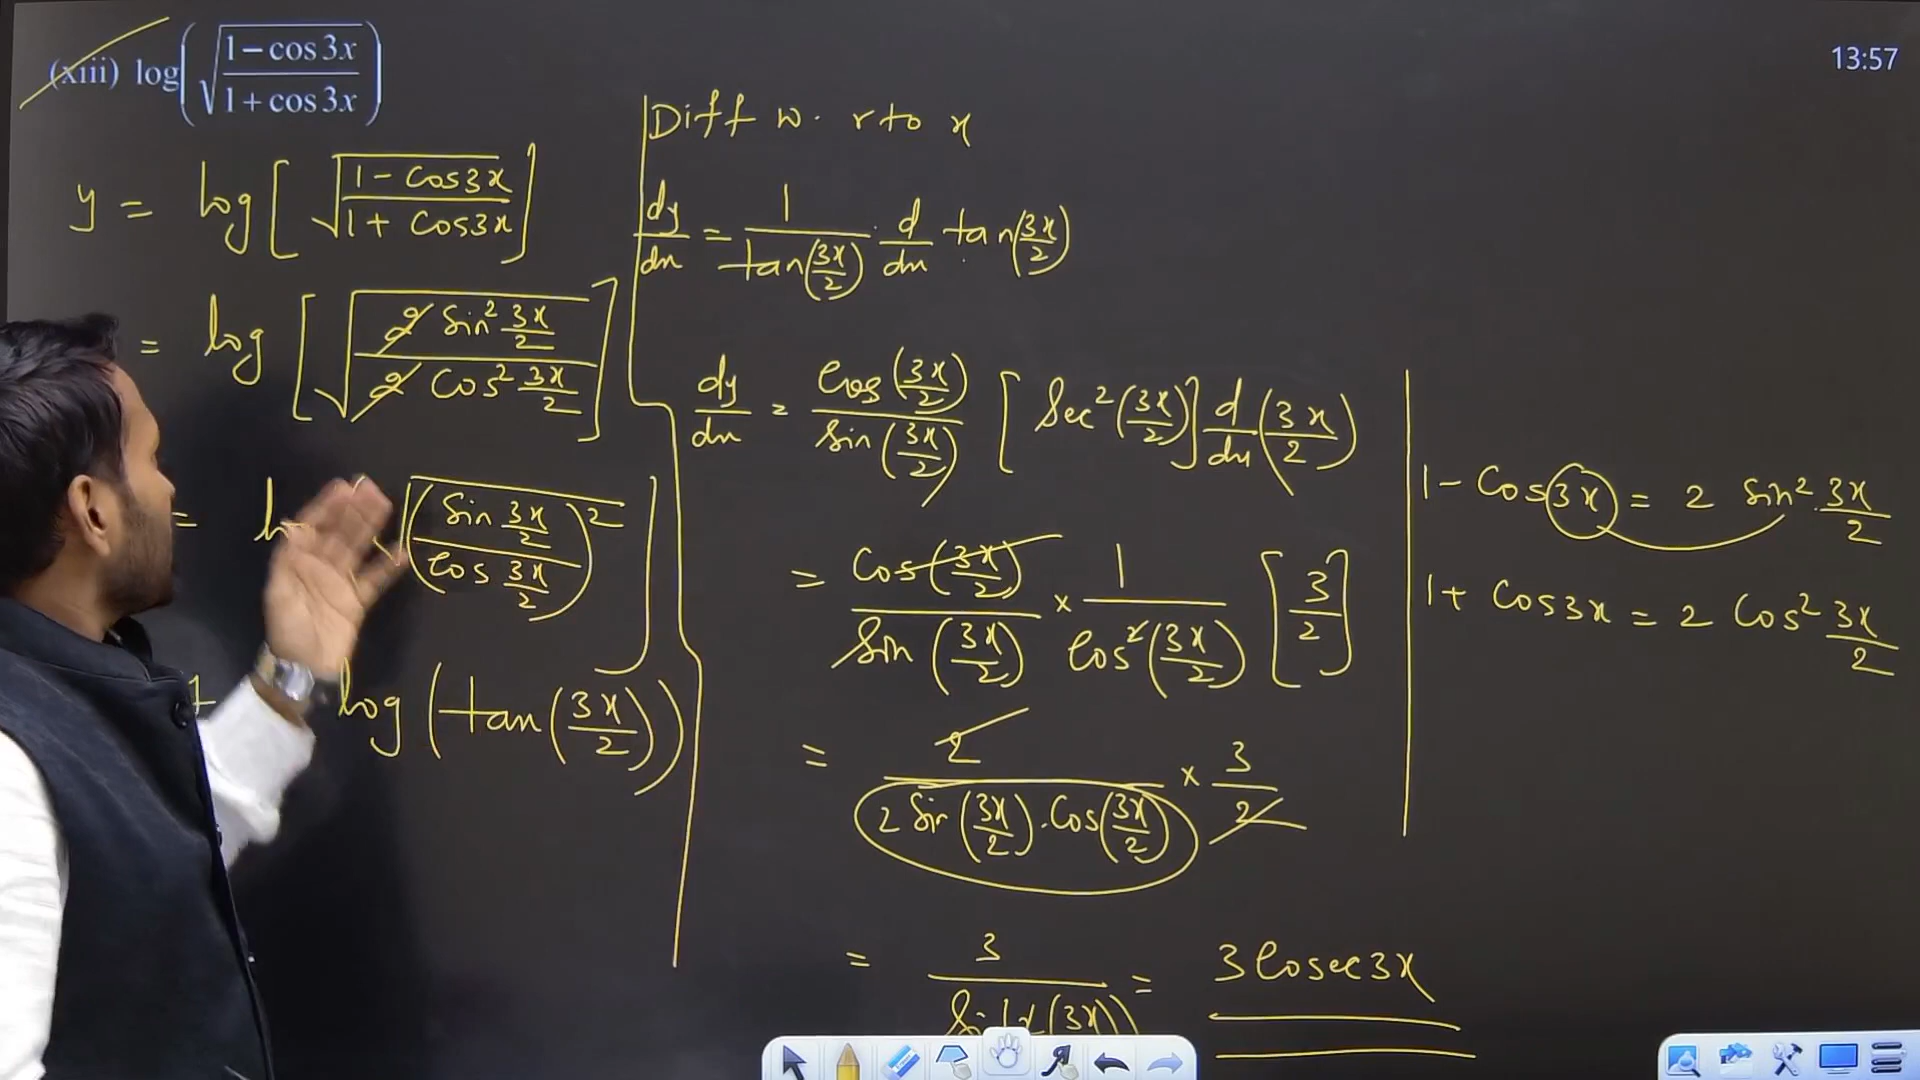 (xiii) log(√((1 − cos 3x)/(1 + cos 3x)))
13:57
y = log[√((1 − Cos3x)/(1 + Cos3x))]
= log[√((2 Sin² 3x/2)/(2 Cos² 3x/2))]
= √((Sin 3x/2)/(Cos 3x/2))²]
log(tan(3x/2))
Diff w. r to x
dy/dx = 1/tan(3x/2) · d/dx tan(3x/2)
dy/dx = Cos(3x/2)/Sin(3x/2) [Sec²(3x/2)] d/dx (3x/2)
= Cos(3x/2)/Sin(3x/2) × 1/Cos²(3x/2) [3/2]
= 2/(2 Sin(3x/2) . Cos(3x/2)) × 3/2
= 3/ = 3 Cosec 3x
1 − Cos3x = 2 Sin² 3x/2
1 + Cos3x = 2 Cos² 3x/2